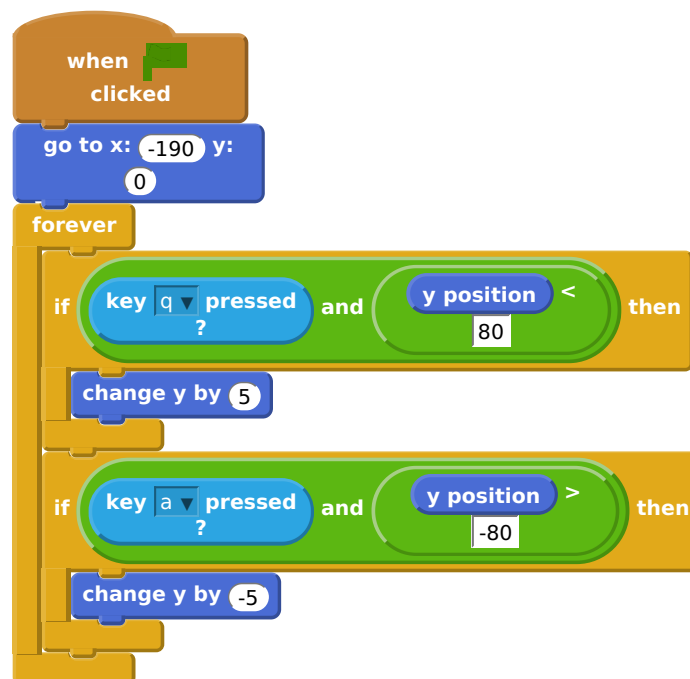 when
clicked
go to x: -190 y:
0
forever
if key q ▼ pressed ? and y position < 80 then
change y by 5
if key a ▼ pressed ? and y position > -80 then
change y by -5